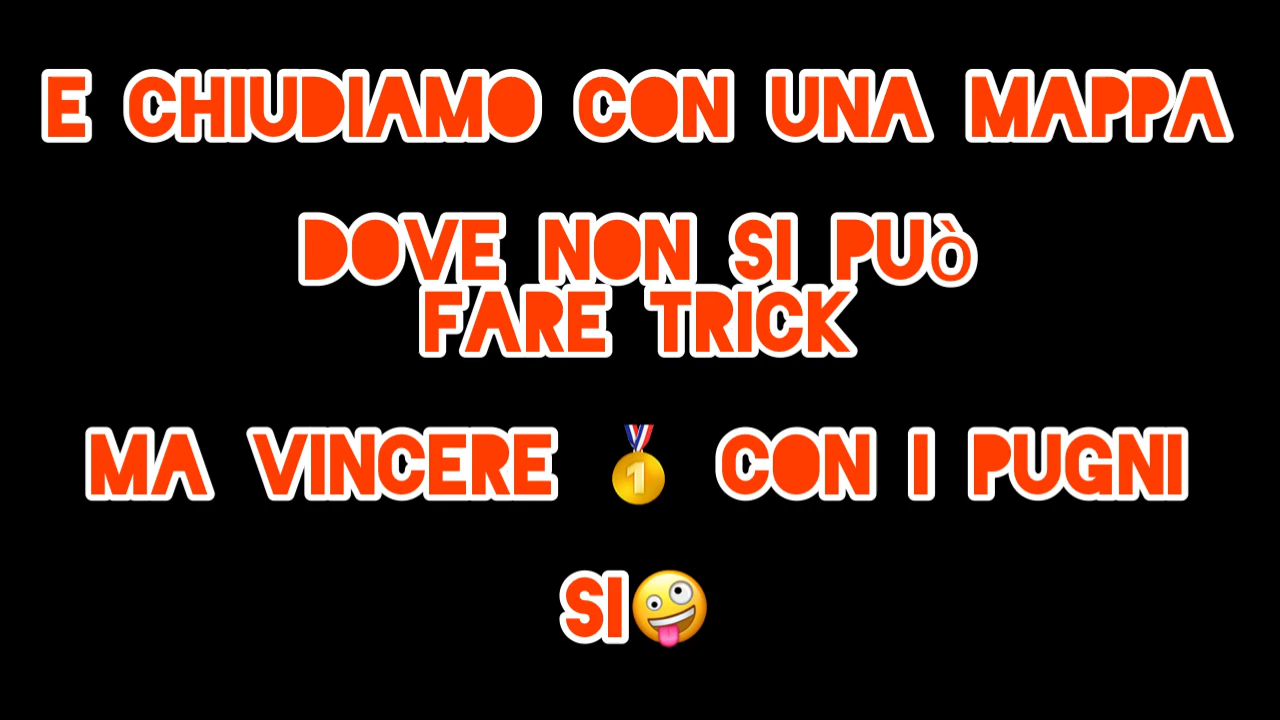 E CHIUDIAMO CON UNA MAPPA
DOVE NON SI PUÒ
FARE TRICK
MA VINCERE 🥇 CON I PUGNI
SI🤪